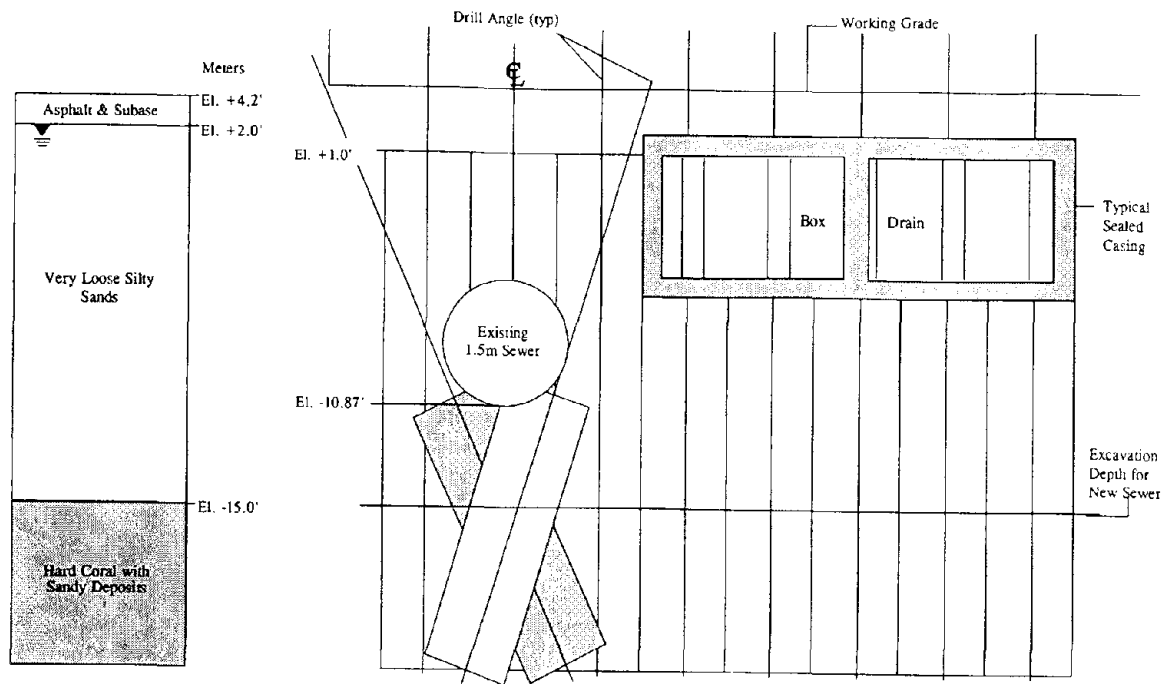 Drill Angle (typ)
Working Grade
℄
Meters
El. +4.2'
Asphalt & Subase
El. +2.0'
El. +1.0'
Box
Drain
Typical
Sealed
Casing
Very Loose Silty
Sands
Existing
1.5m Sewer
El. -10.87'
Excavation
Depth for
New Sewer
El. -15.0'
Hard Coral with
Sandy Deposits